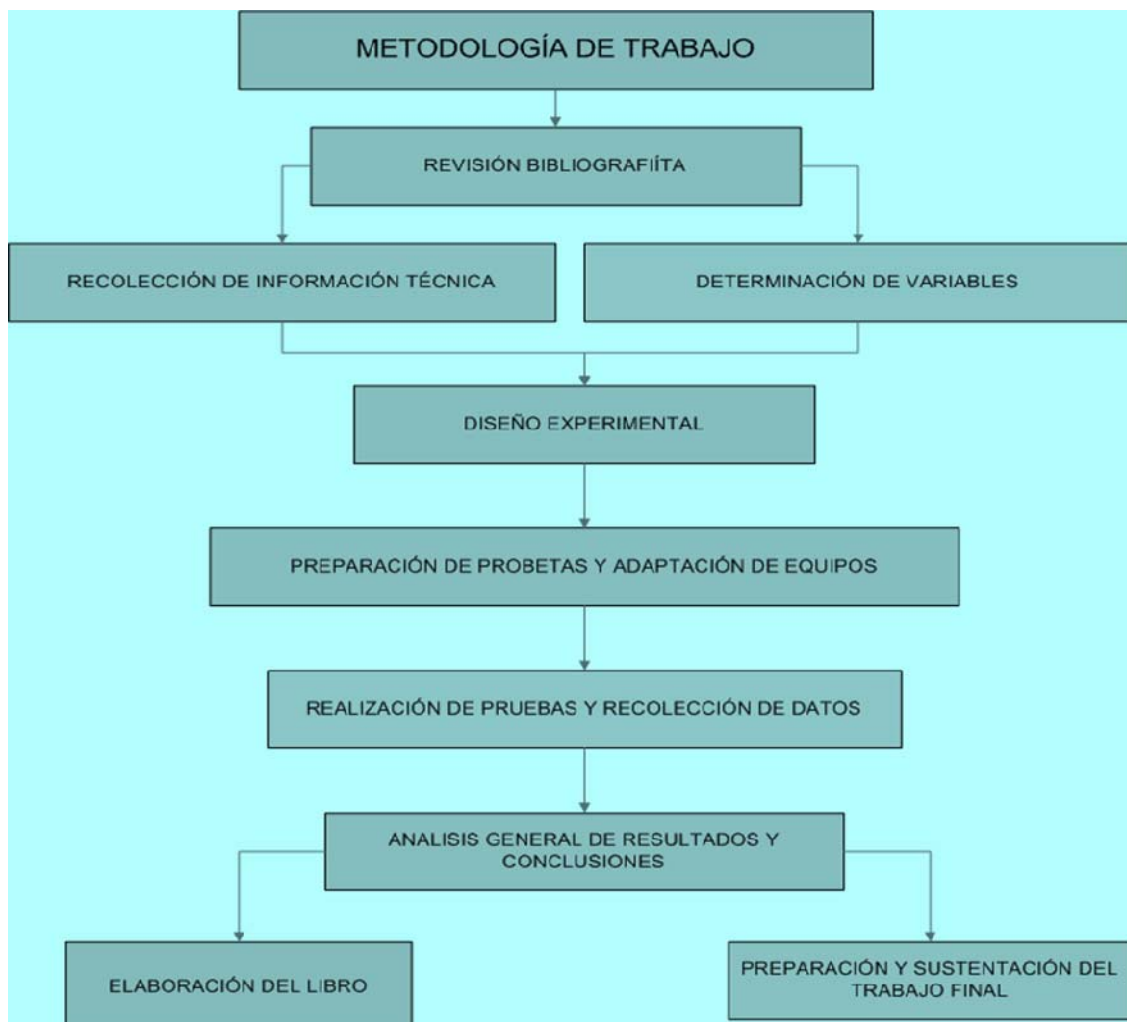 METODOLOGÍA DE TRABAJO
REVISIÓN BIBLIOGRAFIÍTA
RECOLECCIÓN DE INFORMACIÓN TÉCNICA
DETERMINACIÓN DE VARIABLES
DISEÑO EXPERIMENTAL
PREPARACIÓN DE PROBETAS Y ADAPTACIÓN DE EQUIPOS
REALIZACIÓN DE PRUEBAS Y RECOLECCIÓN DE DATOS
ANALISIS GENERAL DE RESULTADOS Y
CONCLUSIONES
ELABORACIÓN DEL LIBRO
PREPARACIÓN Y SUSTENTACIÓN DEL
TRABAJO FINAL